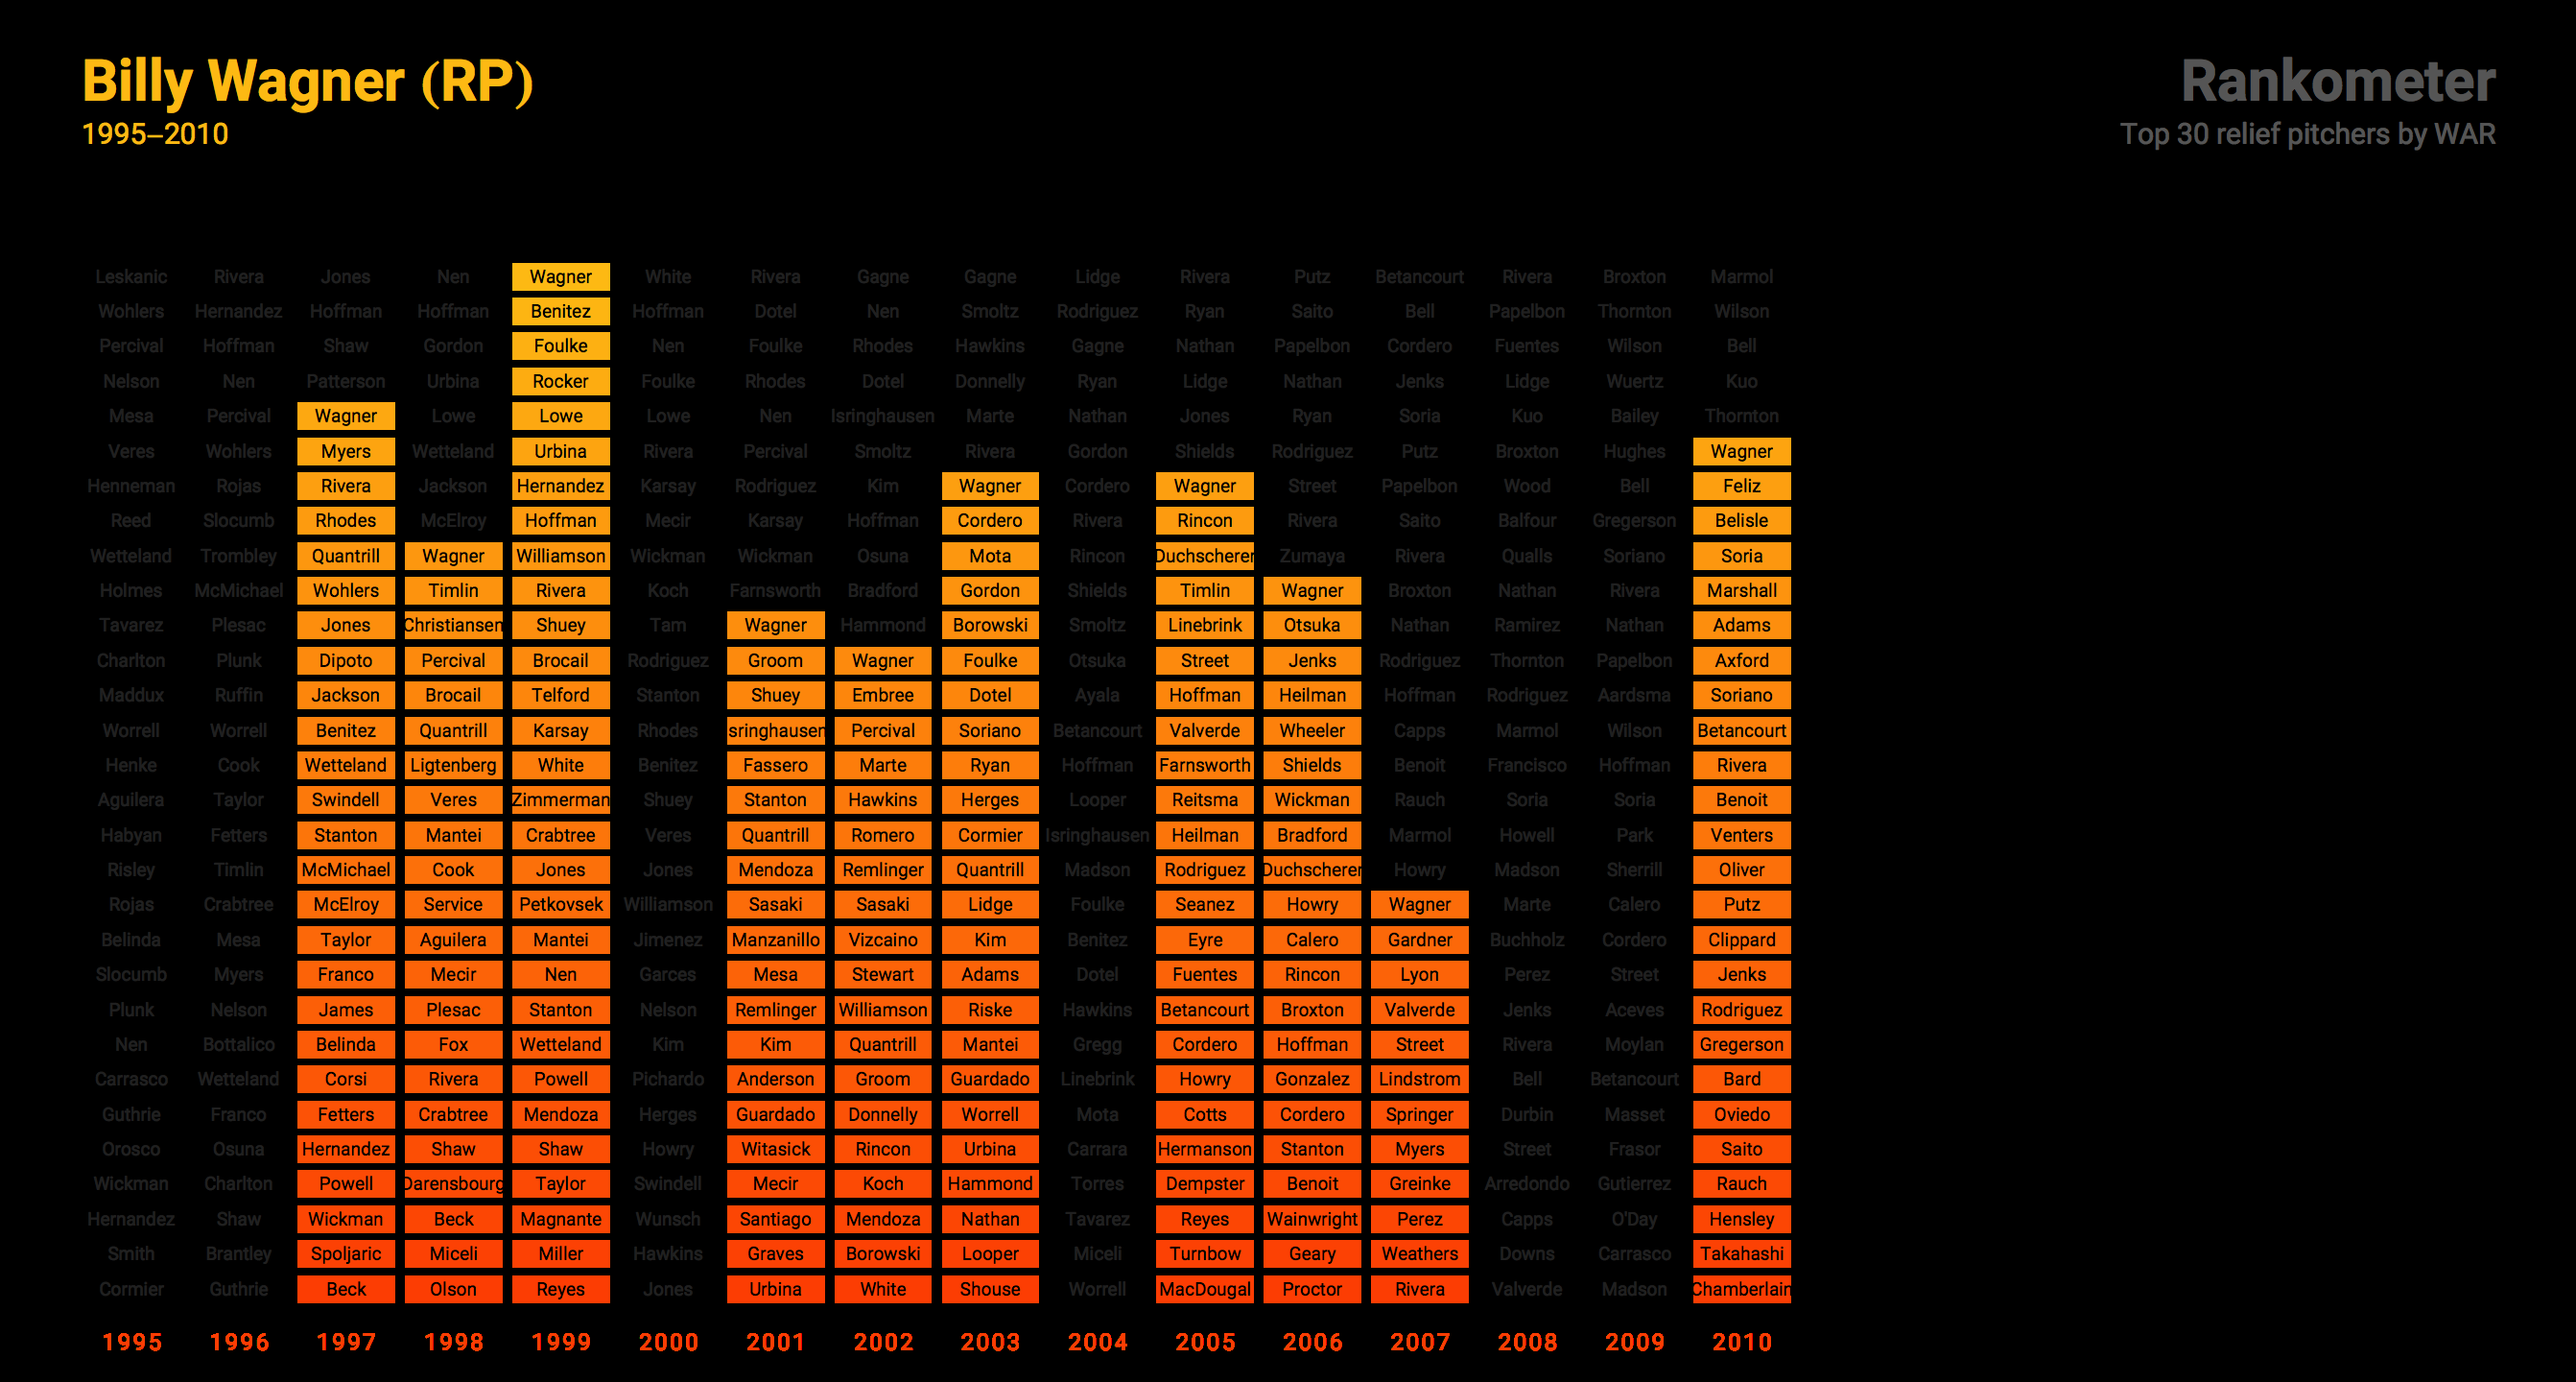 Billy Wagner (RP)
1995–2010
Rankometer
Top 30 relief pitchers by WAR
Leskanic Rivera Jones Nen Wagner White Rivera Gagne Gagne Lidge Rivera Putz Betancourt Rivera Broxton Marmol
Wohlers Hernandez Hoffman Hoffman Benitez Hoffman Dotel Nen Smoltz Rodriguez Ryan Saito Bell Papelbon Thornton Wilson
Percival Hoffman Shaw Gordon Foulke Nen Foulke Rhodes Hawkins Gagne Nathan Papelbon Cordero Fuentes Wilson Bell
Nelson Nen Patterson Urbina Rocker Foulke Rhodes Dotel Donnelly Ryan Lidge Nathan Jenks Lidge Wuertz Kuo
Mesa Percival Wagner Lowe Lowe Lowe Nen Isringhausen Marte Nathan Jones Ryan Soria Kuo Bailey Thornton
Veres Wohlers Myers Wetteland Urbina Rivera Percival Smoltz Rivera Gordon Shields Rodriguez Putz Broxton Hughes Wagner
Henneman Rojas Rivera Jackson Hernandez Karsay Rodriguez Kim Wagner Cordero Wagner Street Papelbon Wood Bell Feliz
Reed Slocumb Rhodes McElroy Hoffman Mecir Karsay Hoffman Cordero Rivera Rincon Rivera Saito Balfour Gregerson Belisle
Wetteland Trombley Quantrill Wagner Williamson Wickman Wickman Osuna Mota Rincon Duchscherer Zumaya Rivera Qualls Soriano Soria
Holmes McMichael Wohlers Timlin Rivera Koch Farnsworth Bradford Gordon Shields Timlin Wagner Broxton Nathan Rivera Marshall
Tavarez Plesac Jones Christiansen Shuey Tam Wagner Hammond Borowski Smoltz Linebrink Otsuka Nathan Ramirez Nathan Adams
Charlton Plunk Dipoto Percival Brocail Rodriguez Groom Wagner Foulke Otsuka Street Jenks Rodriguez Thornton Papelbon Axford
Maddux Ruffin Jackson Brocail Telford Stanton Shuey Embree Dotel Ayala Hoffman Heilman Hoffman Rodriguez Aardsma Soriano
Worrell Worrell Benitez Quantrill Karsay Rhodes Isringhausen Percival Soriano Betancourt Valverde Wheeler Capps Marmol Wilson Betancourt
Henke Cook Wetteland Ligtenberg White Benitez Fassero Marte Ryan Hoffman Farnsworth Shields Benoit Francisco Hoffman Rivera
Aguilera Taylor Swindell Veres Zimmerman Shuey Stanton Hawkins Herges Looper Reitsma Wickman Rauch Soria Soria Benoit
Habyan Fetters Stanton Mantei Crabtree Veres Quantrill Romero Cormier Isringhausen Heilman Bradford Marmol Howell Park Venters
Risley Timlin McMichael Cook Jones Jones Mendoza Remlinger Quantrill Madson Rodriguez Duchscherer Howry Madson Sherrill Oliver
Rojas Crabtree McElroy Service Petkovsek Williamson Sasaki Sasaki Lidge Foulke Seanez Howry Wagner Marte Calero Putz
Belinda Mesa Taylor Aguilera Mantei Jimenez Manzanillo Vizcaino Kim Benitez Eyre Calero Gardner Buchholz Cordero Clippard
Slocumb Myers Franco Mecir Nen Garces Mesa Stewart Adams Dotel Fuentes Rincon Lyon Perez Street Jenks
Plunk Nelson James Plesac Stanton Nelson Remlinger Williamson Riske Hawkins Betancourt Broxton Valverde Jenks Aceves Rodriguez
Nen Bottalico Belinda Fox Wetteland Kim Kim Quantrill Mantei Gregg Cordero Hoffman Street Rivera Moylan Gregerson
Carrasco Wetteland Corsi Rivera Powell Pichardo Anderson Groom Guardado Linebrink Howry Gonzalez Lindstrom Bell Betancourt Bard
Guthrie Franco Fetters Crabtree Mendoza Herges Guardado Donnelly Worrell Mota Cotts Cordero Springer Durbin Masset Oviedo
Orosco Osuna Hernandez Shaw Shaw Howry Witasick Rincon Urbina Carrara Hermanson Stanton Myers Street Frasor Saito
Wickman Charlton Powell Darensbourg Taylor Swindell Mecir Koch Hammond Torres Dempster Benoit Greinke Arredondo Gutierrez Rauch
Hernandez Shaw Wickman Beck Magnante Wunsch Santiago Mendoza Nathan Tavarez Reyes Wainwright Perez Capps O'Day Hensley
Smith Brantley Spoljaric Miceli Miller Hawkins Graves Borowski Looper Miceli Turnbow Geary Weathers Downs Carrasco Takahashi
Cormier Guthrie Beck Olson Reyes Jones Urbina White Shouse Worrell MacDougal Proctor Rivera Valverde Madson Chamberlain
1995 1996 1997 1998 1999 2000 2001 2002 2003 2004 2005 2006 2007 2008 2009 2010